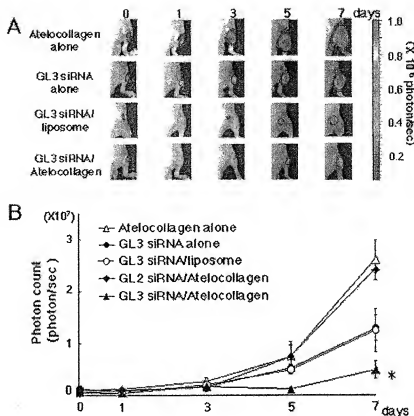 A
0 1 3 5 7 days
Atelocollagen alone
GL3 siRNA alone
GL3 siRNA/ liposome
GL3 siRNA/ Atelocollagen
1.0
0.8
0.6
0.4
0.2
(X 10⁶ photon/sec)
B
(X10⁷)
Photon count (photon/sec)
3
2
1
0
Atelocollagen alone
GL3 siRNA alone
GL3 siRNA/liposome
GL2 siRNA/Atelocollagen
GL3 siRNA/Atelocollagen
*
0 1 3 5 7 days